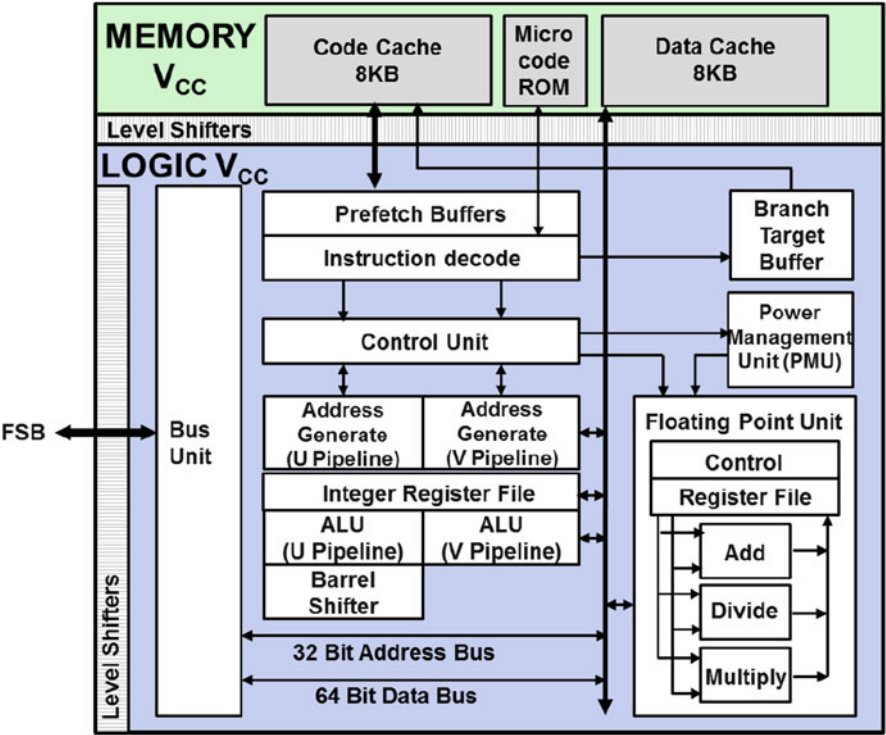 MEMORY
VCC
Code Cache
8KB
Micro
code
ROM
Data Cache
8KB
Level Shifters
LOGIC VCC
Prefetch Buffers
Instruction decode
Branch
Target
Buffer
Control Unit
Power
Management
Unit (PMU)
FSB
Bus
Unit
Address
Generate
(U Pipeline)
Address
Generate
(V Pipeline)
Integer Register File
ALU
(U Pipeline)
ALU
(V Pipeline)
Barrel
Shifter
Floating Point Unit
Control
Register File
Add
Divide
Multiply
32 Bit Address Bus
64 Bit Data Bus
Level Shifters